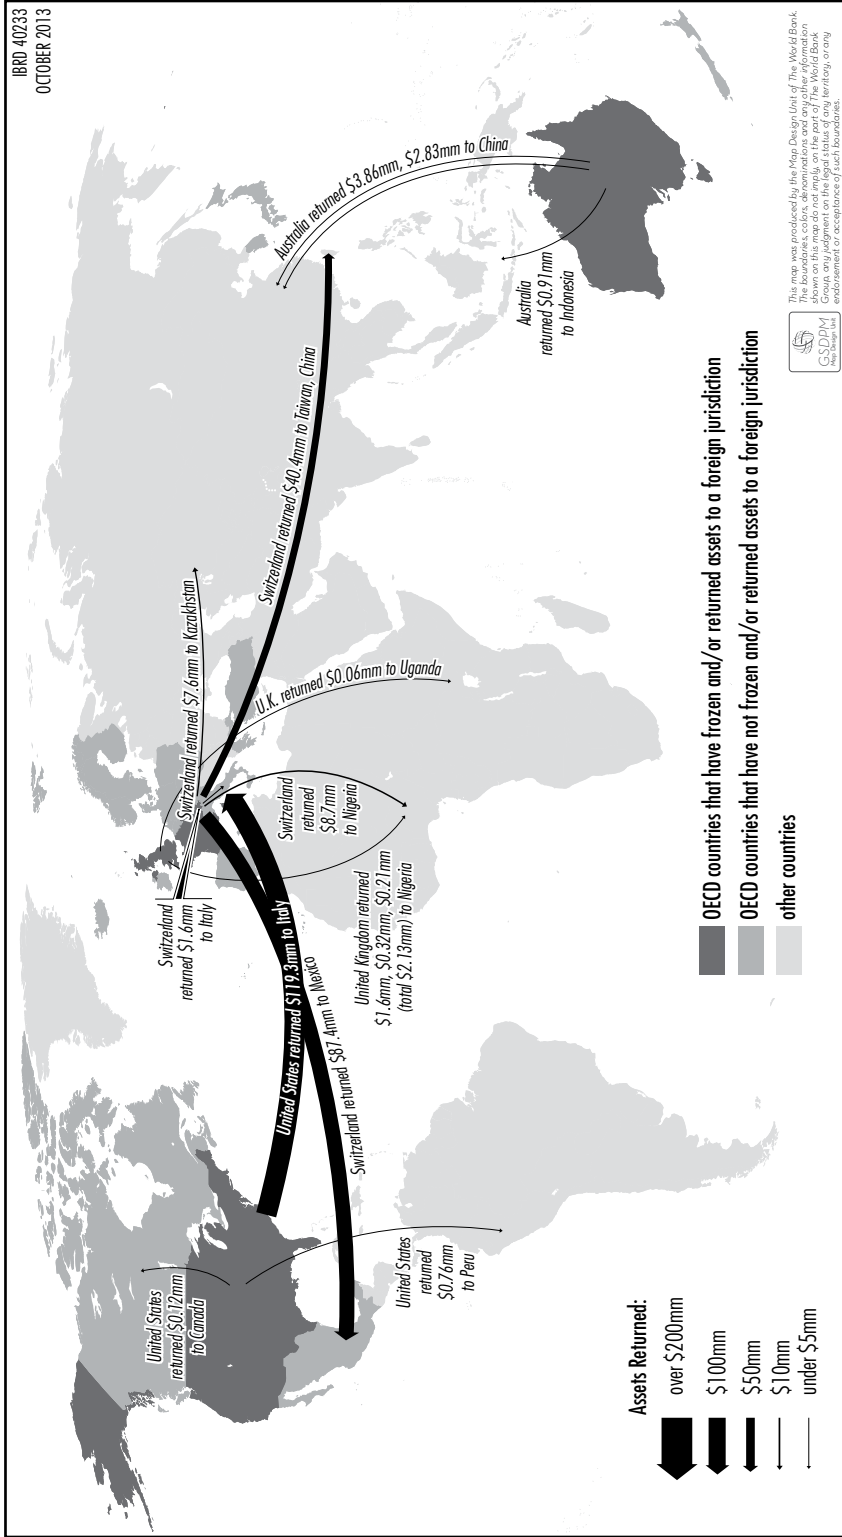 IBRD 40233
OCTOBER 2013
United States
returned $0.12mm
to Canada
United States
returned
$0.76mm
to Peru
United States returned $119.3mm to Italy
Switzerland returned $87.4mm to Mexico
Switzerland
returned $1.6mm
to Italy
United Kingdom returned
$1.6mm, $0.32mm, $0.21mm
(total $2.13mm) to Nigeria
Switzerland
returned
$8.7mm
to Nigeria
Switzerland returned $7.6mm to Kazakhstan
U.K. returned $0.06mm to Uganda
Switzerland returned $40.4mm to Taiwan, China
Australia returned $3.86mm, $2.83mm to China
Australia
returned $0.91mm
to Indonesia
Assets Returned:
over $200mm
$100mm
$50mm
$10mm
under $5mm
OECD countries that have frozen and/or returned assets to a foreign jurisdiction
OECD countries that have not frozen and/or returned assets to a foreign jurisdiction
other countries
GSDPM
Map Design Unit
This map was produced by the Map Design Unit of The World Bank.
The boundaries, colors, denominations and any other information
shown on this map do not imply, on the part of The World Bank
Group, any judgment on the legal status of any territory, or any
endorsement or acceptance of such boundaries.